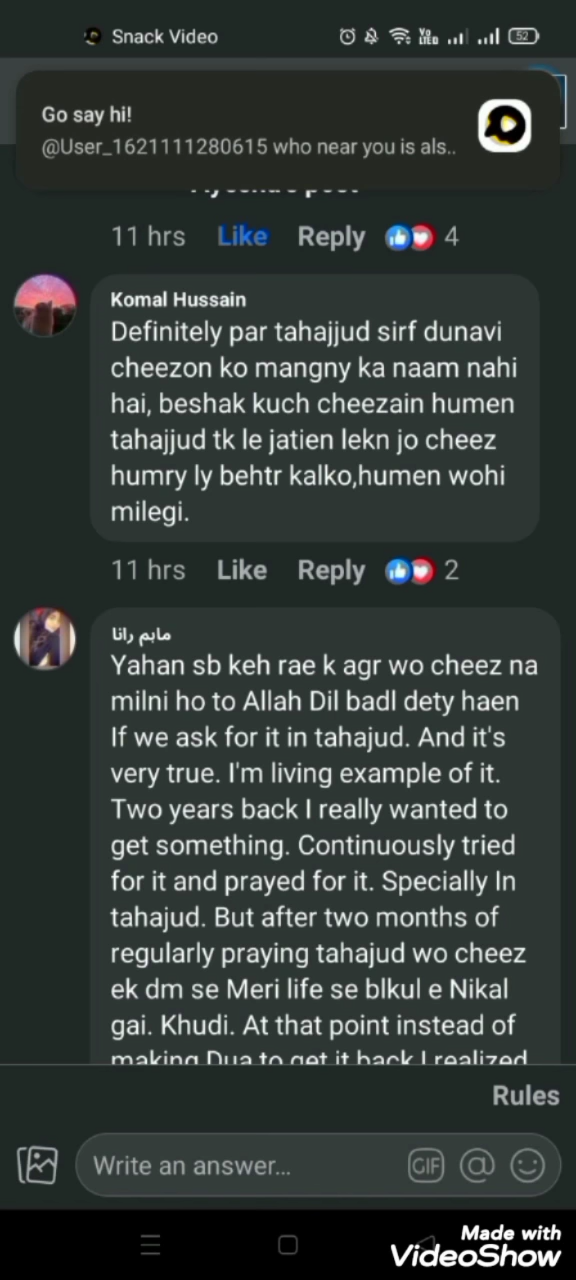 Snack Video
52
Go say hi!
@User_1621111280615 who near you is als..
11 hrs Like Reply 4
Komal Hussain
Definitely par tahajjud sirf dunavi
cheezon ko mangny ka naam nahi
hai, beshak kuch cheezain humen
tahajjud tk le jatien lekn jo cheez
humry ly behtr kalko,humen wohi
milegi.
11 hrs Like Reply 2
ماہم رانا
Yahan sb keh rae k agr wo cheez na
milni ho to Allah Dil badl dety haen
If we ask for it in tahajud. And it's
very true. I'm living example of it.
Two years back I really wanted to
get something. Continuously tried
for it and prayed for it. Specially In
tahajud. But after two months of
regularly praying tahajud wo cheez
ek dm se Meri life se blkul e Nikal
gai. Khudi. At that point instead of
making Dua to get it back I realized
Rules
Write an answer... GIF @
Made with
VideoShow